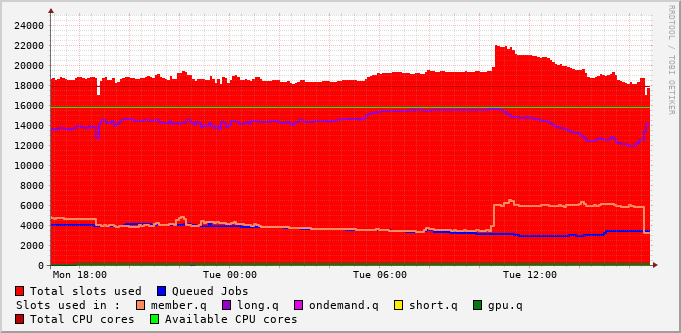 24000
22000
20000
18000
16000
14000
12000
10000
8000
6000
4000
2000
0
Mon 18:00 Tue 00:00 Tue 06:00 Tue 12:00
RRDTOOL / TOBI OETIKER
Total slots used Queued Jobs
Slots used in : member.q long.q ondemand.q short.q gpu.q
Total CPU cores Available CPU cores